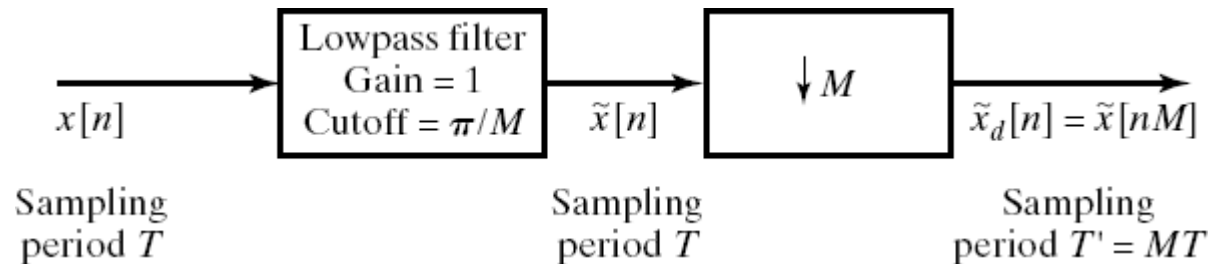 Lowpass filter
Gain = 1
Cutoff = π/M
↓ M
x[n]
x̃[n]
x̃_d[n] = x̃[nM]
Sampling
period T
Sampling
period T
Sampling
period T' = MT